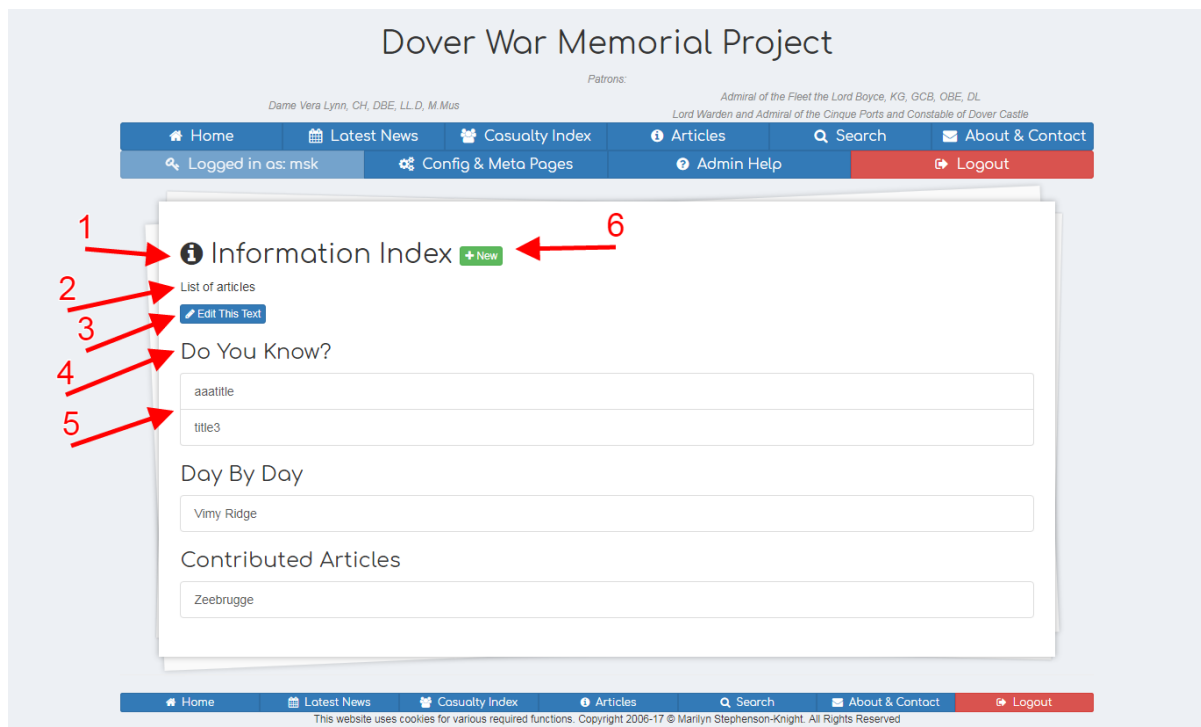 Dover War Memorial Project
Patrons:
Dame Vera Lynn, CH, DBE, LL.D, M.Mus
Admiral of the Fleet the Lord Boyce, KG, GCB, OBE, DL
Lord Warden and Admiral of the Cinque Ports and Constable of Dover Castle
Home Latest News Casualty Index Articles Search About & Contact
Logged in as: msk Config & Meta Pages Admin Help Logout
1
6
Information Index + New
2
List of articles
3
Edit This Text
4
Do You Know?
aaatitle
5
title3
Day By Day
Vimy Ridge
Contributed Articles
Zeebrugge
Home Latest News Casualty Index Articles Search About & Contact Logout
This website uses cookies for various required functions. Copyright 2006-17 © Marilyn Stephenson-Knight. All Rights Reserved